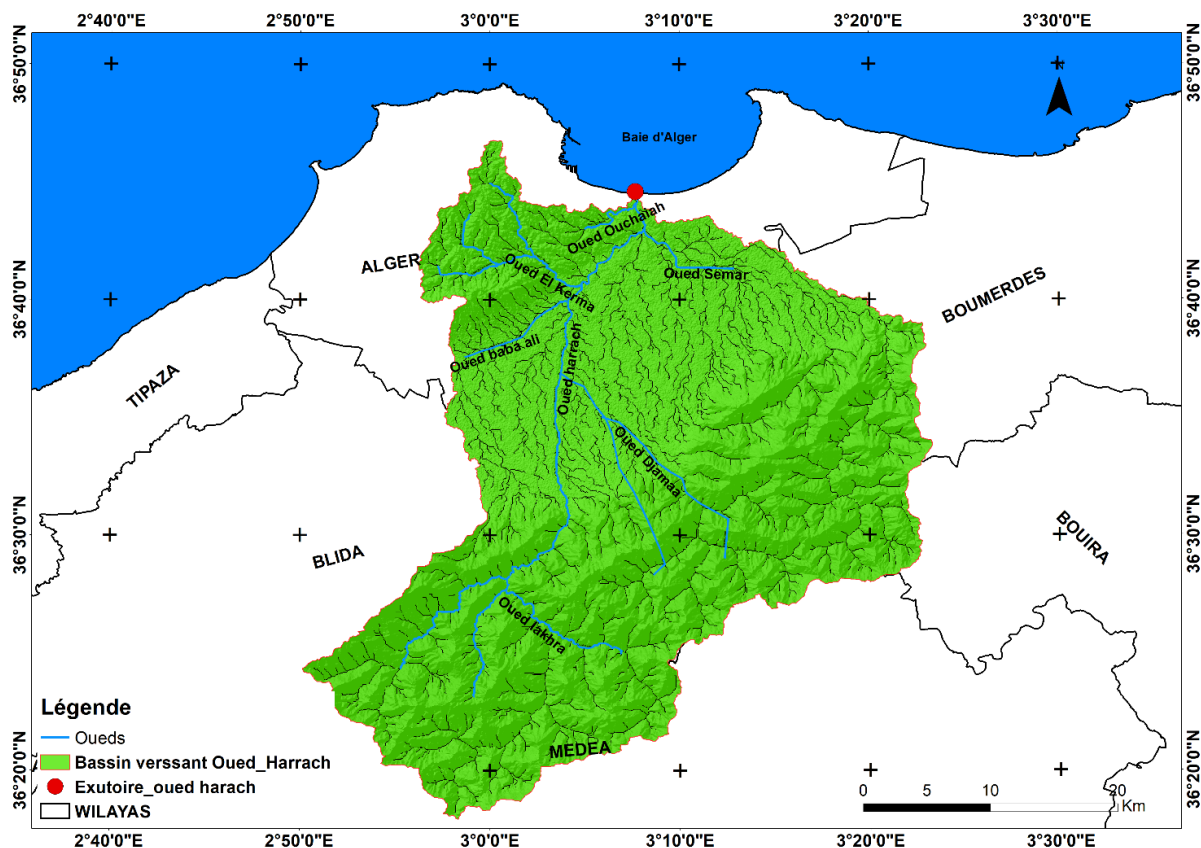 2°40'0"E 2°50'0"E 3°0'0"E 3°10'0"E 3°20'0"E 3°30'0"E
36°50'0"N 36°50'0"N
N
Baie d'Alger
Oued Ouchaiah
ALGER
Oued El Kerma
Oued Semar
36°40'0"N 36°40'0"N
BOUMERDES
Oued baba ali
Oued harrach
TIPAZA
Oued Djamaa
36°30'0"N 36°30'0"N
BLIDA
BOUIRA
Oued lakhra
MEDEA
36°20'0"N 36°20'0"N
Légende
Oueds
Bassin verssant Oued_Harrach
Exutoire_oued harach
WILAYAS
0 5 10 20
Km
2°40'0"E 2°50'0"E 3°0'0"E 3°10'0"E 3°20'0"E 3°30'0"E